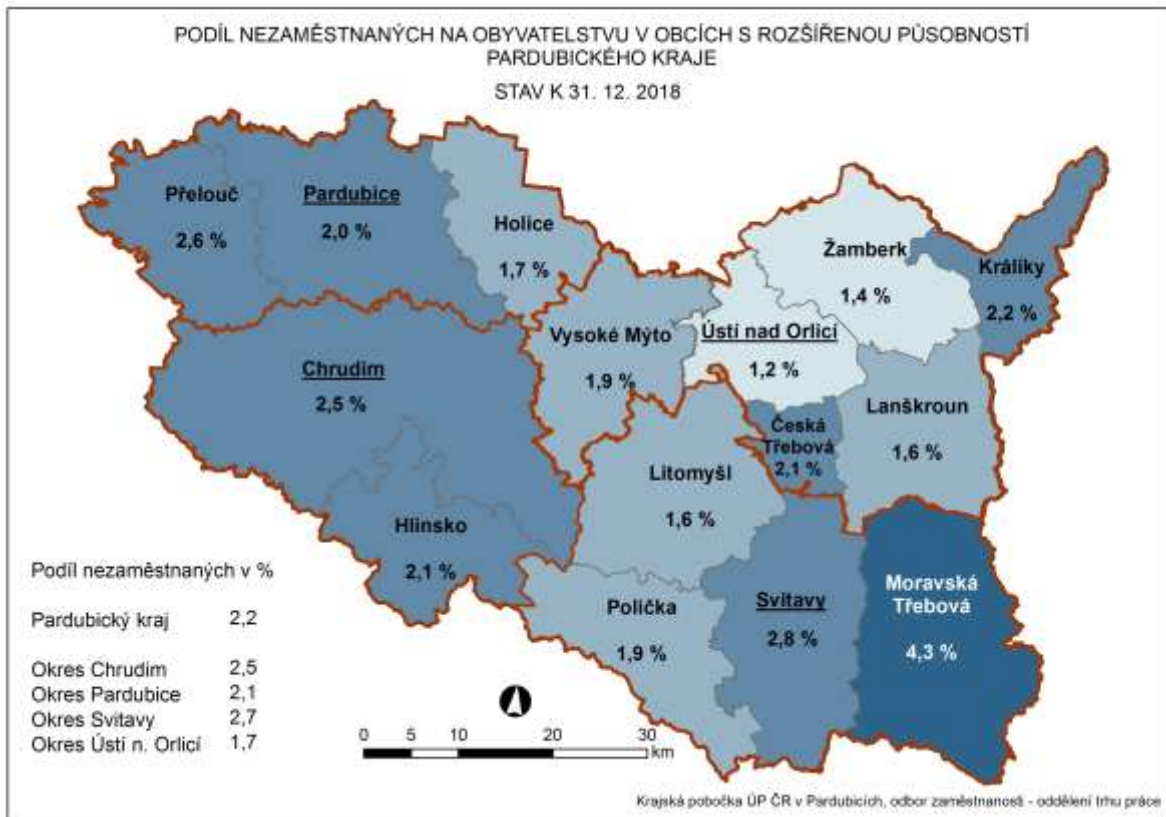 PODÍL NEZAMĚSTNANÝCH NA OBYVATELSTVU V OBCÍCH S ROZŠÍŘENOU PŮSOBNOSTÍ
PARDUBICKÉHO KRAJE
STAV K 31. 12. 2018
Přelouč
2,6 %
Pardubice
2,0 %
Holice
1,7 %
Žamberk
1,4 %
Králíky
2,2 %
Vysoké Mýto
1,9 %
Ústí nad Orlicí
1,2 %
Chrudim
2,5 %
Lanškroun
1,6 %
Česká
Třebová
2,1 %
Litomyšl
1,6 %
Hlinsko
2,1 %
Polička
1,9 %
Svitavy
2,8 %
Moravská
Třebová
4,3 %
Podíl nezaměstnaných v %
Pardubický kraj 2,2
Okres Chrudim 2,5
Okres Pardubice 2,1
Okres Svitavy 2,7
Okres Ústí n. Orlicí 1,7
0 5 10 20 30
km
Krajská pobočka ÚP ČR v Pardubicích, odbor zaměstnanosti - oddělení trhu práce